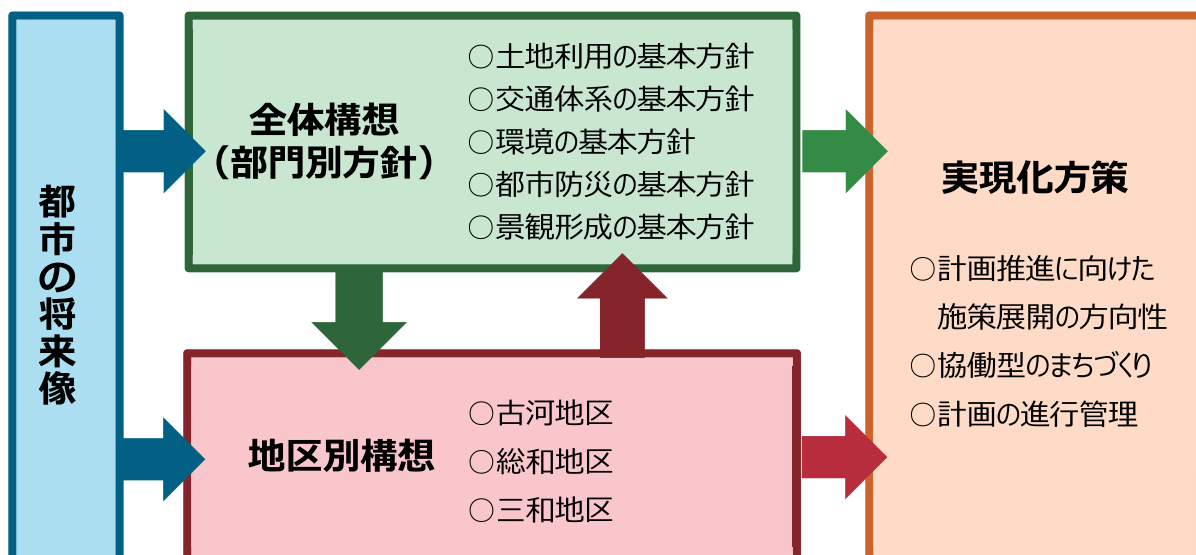 都市の将来像
全体構想
（部門別方針）
○土地利用の基本方針
○交通体系の基本方針
○環境の基本方針
○都市防災の基本方針
○景観形成の基本方針
地区別構想
○古河地区
○総和地区
○三和地区
実現化方策
○計画推進に向けた
施策展開の方向性
○協働型のまちづくり
○計画の進行管理